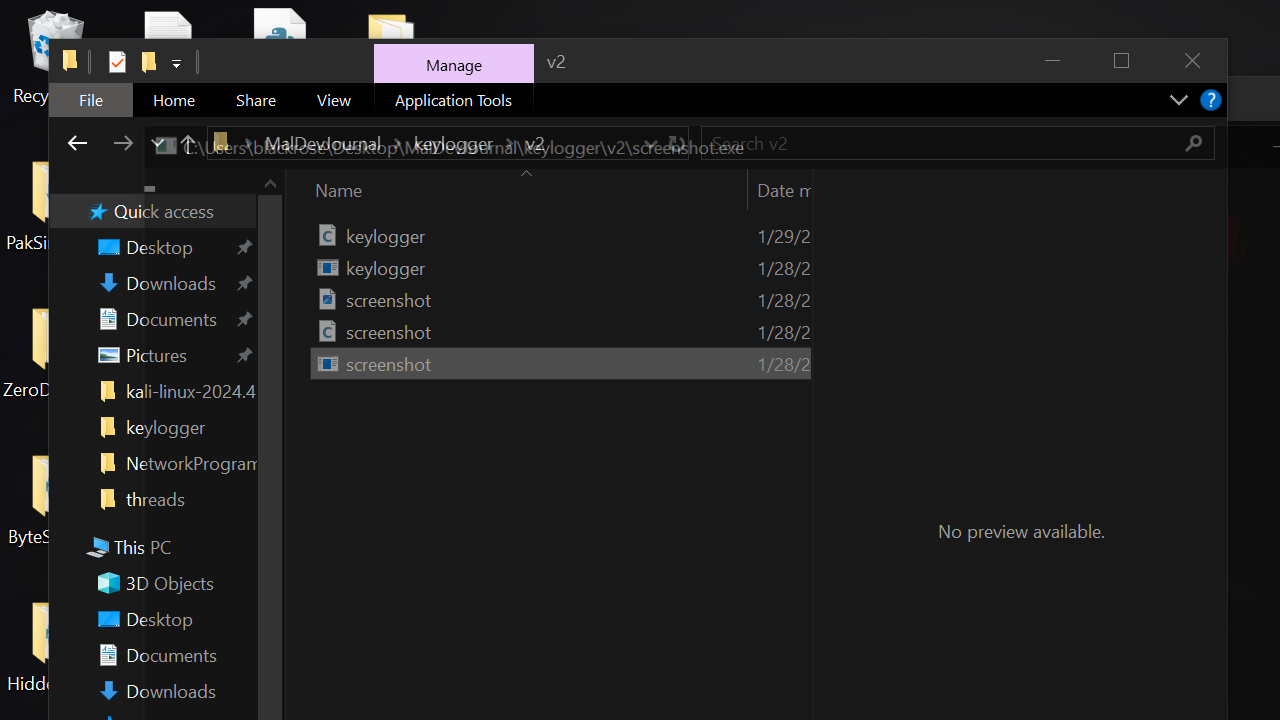 Manage
v2
File
Home
Share
View
Application Tools
MalDevJournal
keylogger
v2
Search v2
C:\Users\blackrose\Desktop\MalDevJournal\keylogger\v2\screenshot.exe
Name
Date m
Quick access
Desktop
Downloads
Documents
Pictures
kali-linux-2024.4
keylogger
NetworkProgram
threads
This PC
3D Objects
Desktop
Documents
Downloads
keylogger
1/29/2
keylogger
1/28/2
screenshot
1/28/2
screenshot
1/28/2
screenshot
1/28/2
No preview available.
Recy
PakSi
ZeroD
ByteS
Hidde